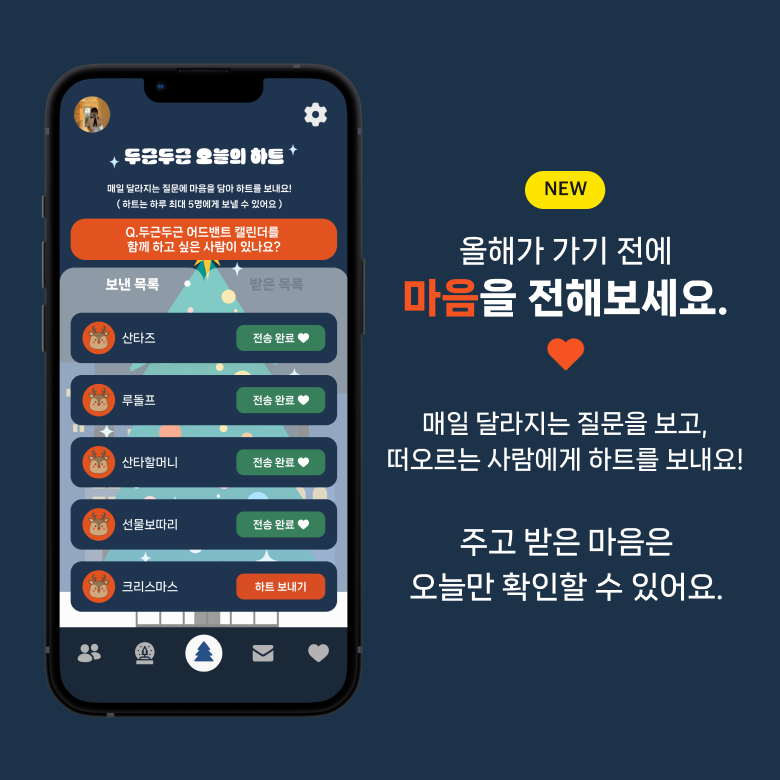 두근두근 오늘의 하트
매일 달라지는 질문에 마음을 담아 하트를 보내요!
( 하트는 하루 최대 5명에게 보낼 수 있어요 )
Q.두근두근 어드밴트 캘린더를
함께 하고 싶은 사람이 있나요?
보낸 목록 받은 목록
산타즈 전송 완료
루돌프 전송 완료
산타할머니 전송 완료
선물보따리 전송 완료
크리스마스 하트 보내기
NEW
올해가 가기 전에
마음을 전해보세요.
매일 달라지는 질문을 보고,
떠오르는 사람에게 하트를 보내요!
주고 받은 마음은
오늘만 확인할 수 있어요.